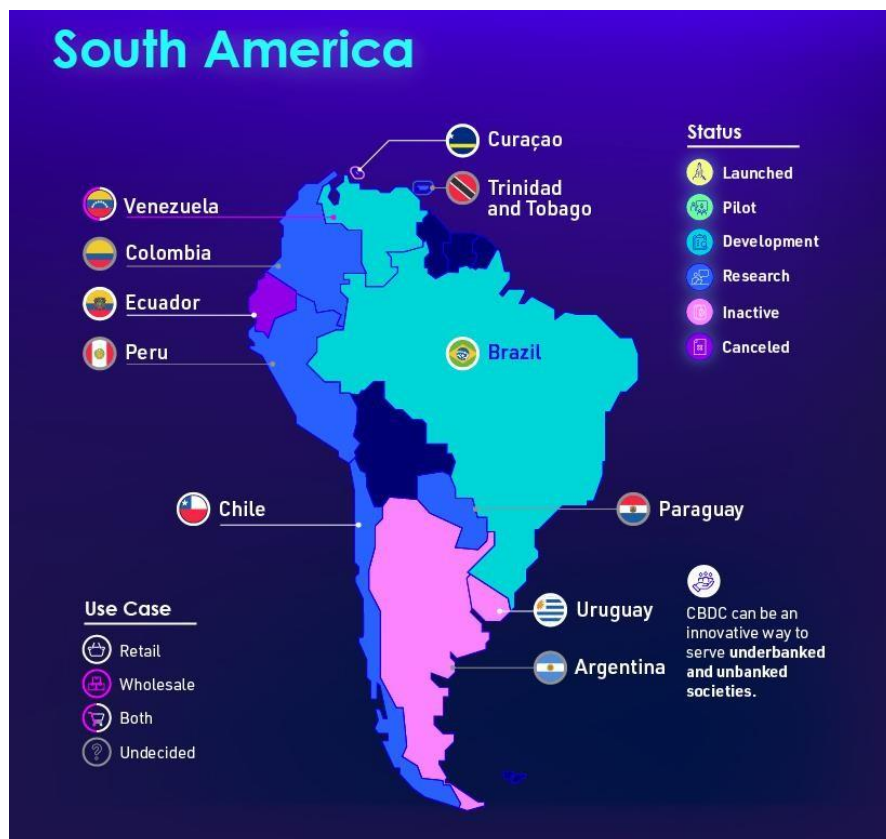 South America
Curaçao
Trinidad
and Tobago
Venezuela
Colombia
Ecuador
Peru
Brazil
Chile
Paraguay
Uruguay
Argentina
Status
Launched
Pilot
Development
Research
Inactive
Canceled
Use Case
Retail
Wholesale
Both
Undecided
CBDC can be an
innovative way to
serve underbanked
and unbanked
societies.